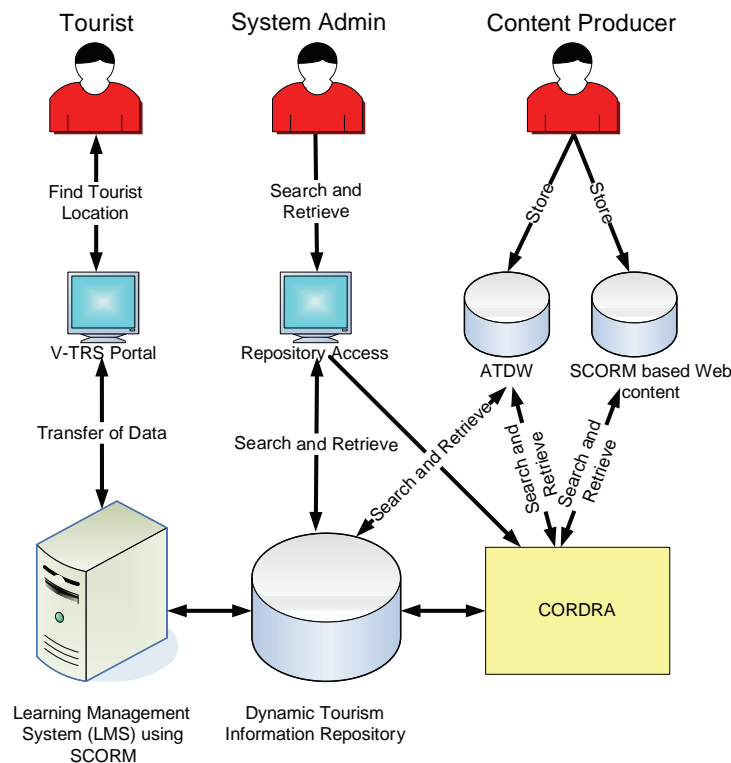 Tourist
System Admin
Content Producer
Find Tourist
Location
Search and
Retrieve
Store
Store
V-TRS Portal
Repository Access
ATDW
SCORM based Web
content
Transfer of Data
Search and Retrieve
Search and Retrieve
Search and
Retrieve
Search and
Retrieve
CORDRA
Learning Management
System (LMS) using
SCORM
Dynamic Tourism
Information Repository